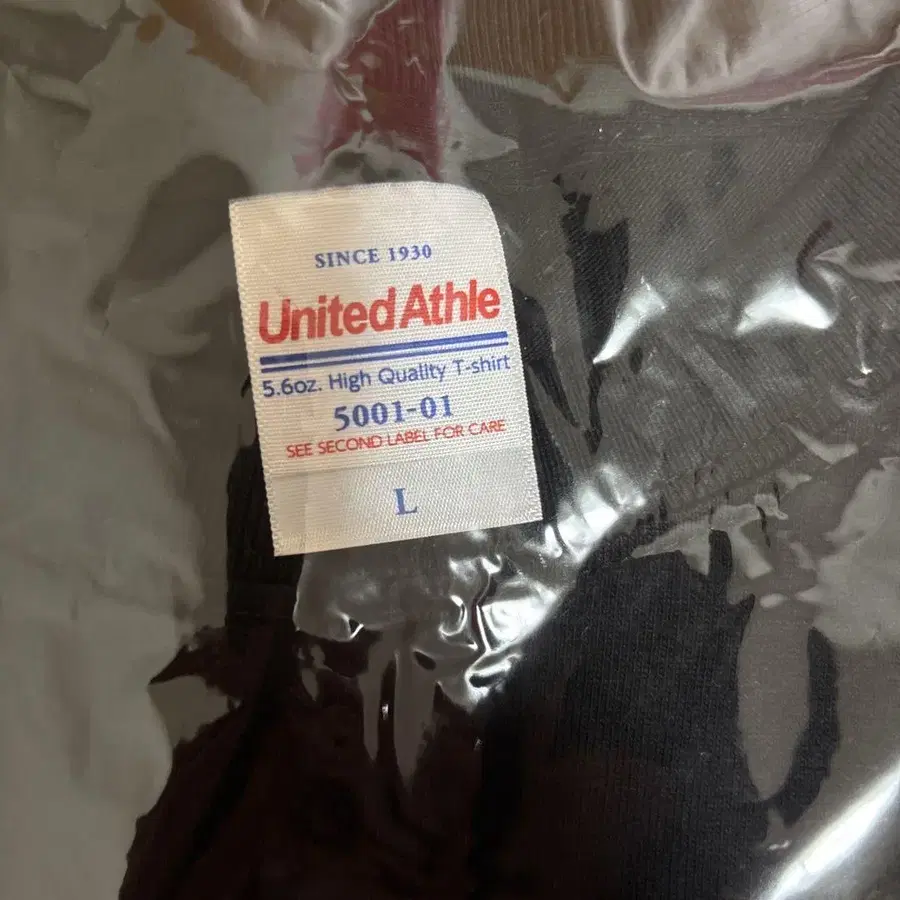 SINCE 1930
United Athle
5.6oz. High Quality T-shirt
5001-01
SEE SECOND LABEL FOR CARE
L